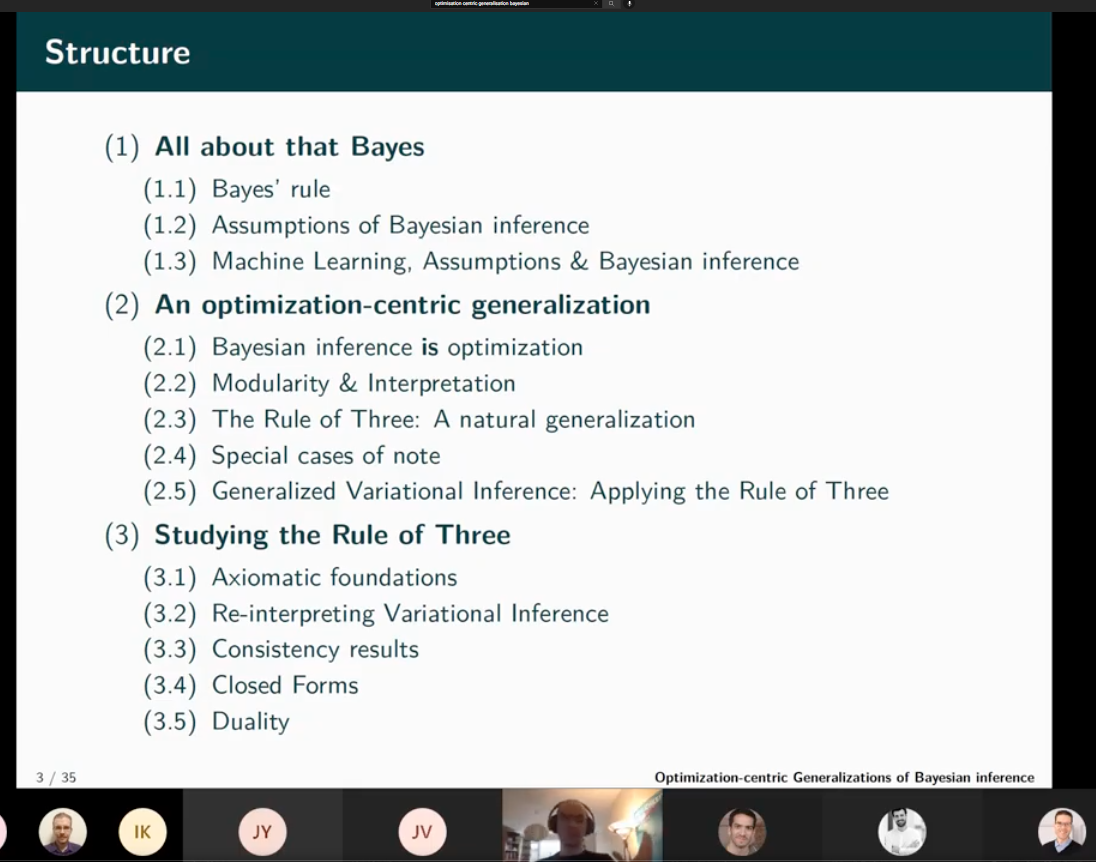 optimisation centric generalisation bayesian
Structure
(1) All about that Bayes
(1.1) Bayes' rule
(1.2) Assumptions of Bayesian inference
(1.3) Machine Learning, Assumptions & Bayesian inference
(2) An optimization-centric generalization
(2.1) Bayesian inference is optimization
(2.2) Modularity & Interpretation
(2.3) The Rule of Three: A natural generalization
(2.4) Special cases of note
(2.5) Generalized Variational Inference: Applying the Rule of Three
(3) Studying the Rule of Three
(3.1) Axiomatic foundations
(3.2) Re-interpreting Variational Inference
(3.3) Consistency results
(3.4) Closed Forms
(3.5) Duality
3 / 35 Optimization-centric Generalizations of Bayesian inference
IK JY JV